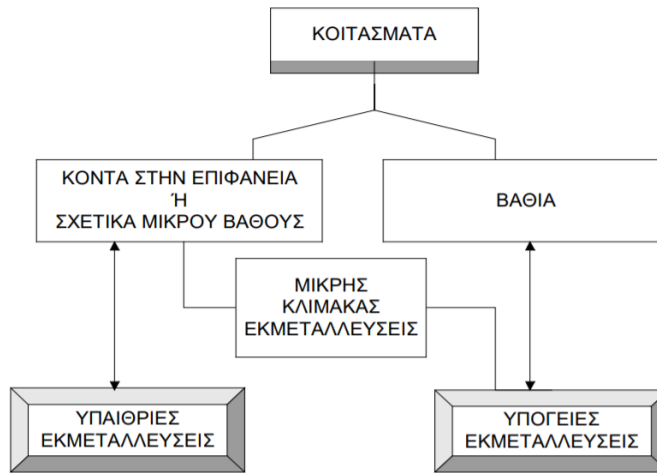 ΚΟΙΤΑΣΜΑΤΑ
ΚΟΝΤΑ ΣΤΗΝ ΕΠΙΦΑΝΕΙΑ
Ή
ΣΧΕΤΙΚΑ ΜΙΚΡΟΥ ΒΑΘΟΥΣ
ΒΑΘΙΑ
ΜΙΚΡΗΣ
ΚΛΙΜΑΚΑΣ
ΕΚΜΕΤΑΛΛΕΥΣΕΙΣ
ΥΠΑΙΘΡΙΕΣ
ΕΚΜΕΤΑΛΛΕΥΣΕΙΣ
ΥΠΟΓΕΙΕΣ
ΕΚΜΕΤΑΛΛΕΥΣΕΙΣ